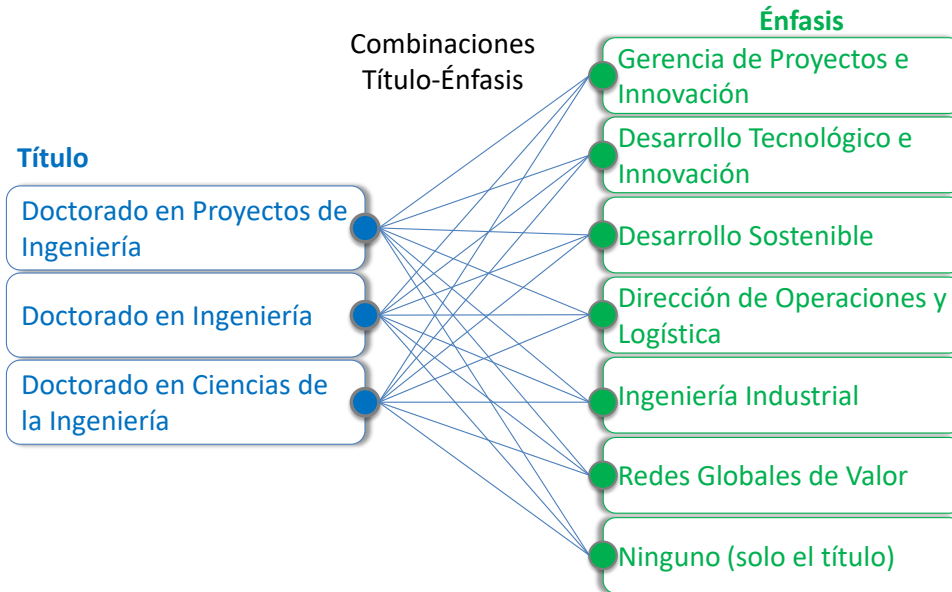 Combinaciones
Título-Énfasis
Título
Doctorado en Proyectos de
Ingeniería
Doctorado en Ingeniería
Doctorado en Ciencias de
la Ingeniería
Énfasis
Gerencia de Proyectos e
Innovación
Desarrollo Tecnológico e
Innovación
Desarrollo Sostenible
Dirección de Operaciones y
Logística
Ingeniería Industrial
Redes Globales de Valor
Ninguno (solo el título)